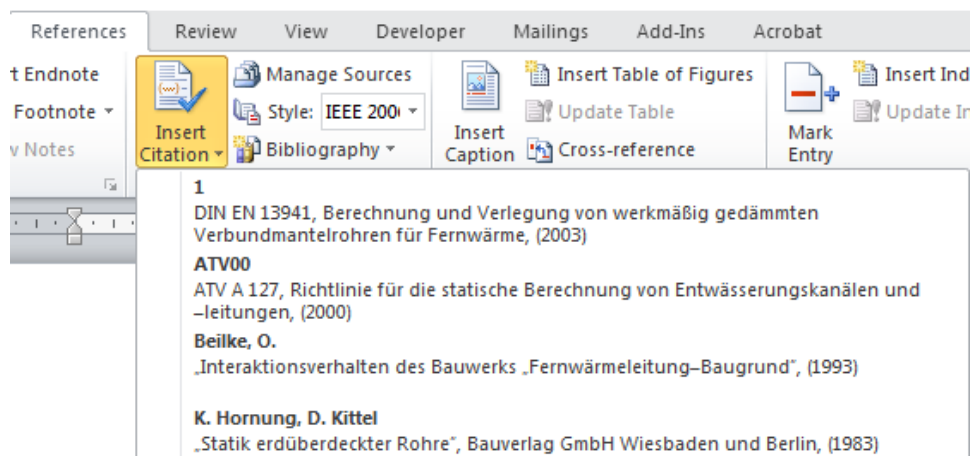 References Review View Developer Mailings Add-Ins Acrobat
t Endnote
Footnote
v Notes
Insert
Citation
Manage Sources
Style: IEEE 200
Bibliography
Insert
Caption
Insert Table of Figures
Update Table
Cross-reference
Mark
Entry
Insert Ind
Update In
1
DIN EN 13941, Berechnung und Verlegung von werkmäßig gedämmten
Verbundmantelrohren für Fernwärme, (2003)
ATV00
ATV A 127, Richtlinie für die statische Berechnung von Entwässerungskanälen und
–leitungen, (2000)
Beilke, O.
„Interaktionsverhalten des Bauwerks „Fernwärmeleitung–Baugrund“, (1993)
K. Hornung, D. Kittel
„Statik erdüberdeckter Rohre“, Bauverlag GmbH Wiesbaden und Berlin, (1983)